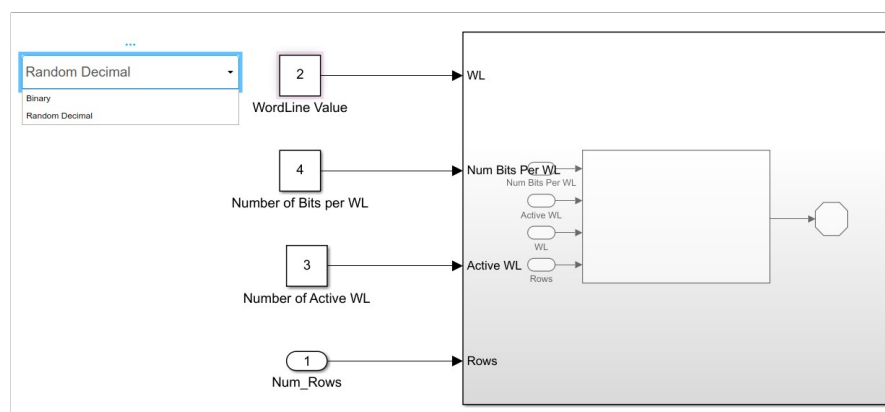 ...
Random Decimal
Binary
Random Decimal
2
WordLine Value
WL
4
Number of Bits per WL
Num Bits Per WL
Num Bits Per WL
Active WL
WL
3
Number of Active WL
Active WL
Rows
1
Num_Rows
Rows